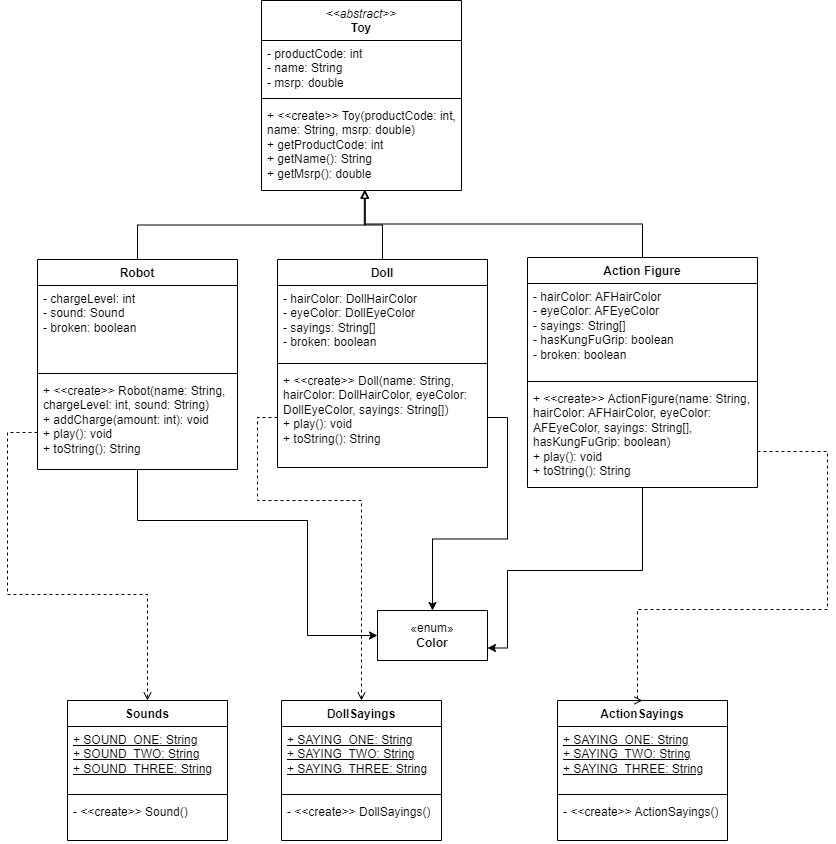 <<abstract>>
Toy
- productCode: int
- name: String
- msrp: double
+ <<create>> Toy(productCode: int,
name: String, msrp: double)
+ getProductCode: int
+ getName(): String
+ getMsrp(): double
Robot
- chargeLevel: int
- sound: Sound
- broken: boolean
+ <<create>> Robot(name: String,
chargeLevel: int, sound: String)
+ addCharge(amount: int): void
+ play(): void
+ toString(): String
Doll
- hairColor: DollHairColor
- eyeColor: DollEyeColor
- sayings: String[]
- broken: boolean
+ <<create>> Doll(name: String,
hairColor: DollHairColor, eyeColor:
DollEyeColor, sayings: String[])
+ play(): void
+ toString(): String
Action Figure
- hairColor: AFHairColor
- eyeColor: AFEyeColor
- sayings: String[]
- hasKungFuGrip: boolean
- broken: boolean
+ <<create>> ActionFigure(name: String,
hairColor: AFHairColor, eyeColor:
AFEyeColor, sayings: String[],
hasKungFuGrip: boolean)
+ play(): void
+ toString(): String
«enum»
Color
Sounds
+ SOUND_ONE: String
+ SOUND_TWO: String
+ SOUND_THREE: String
- <<create>> Sound()
DollSayings
+ SAYING_ONE: String
+ SAYING_TWO: String
+ SAYING_THREE: String
- <<create>> DollSayings()
ActionSayings
+ SAYING_ONE: String
+ SAYING_TWO: String
+ SAYING_THREE: String
- <<create>> ActionSayings()